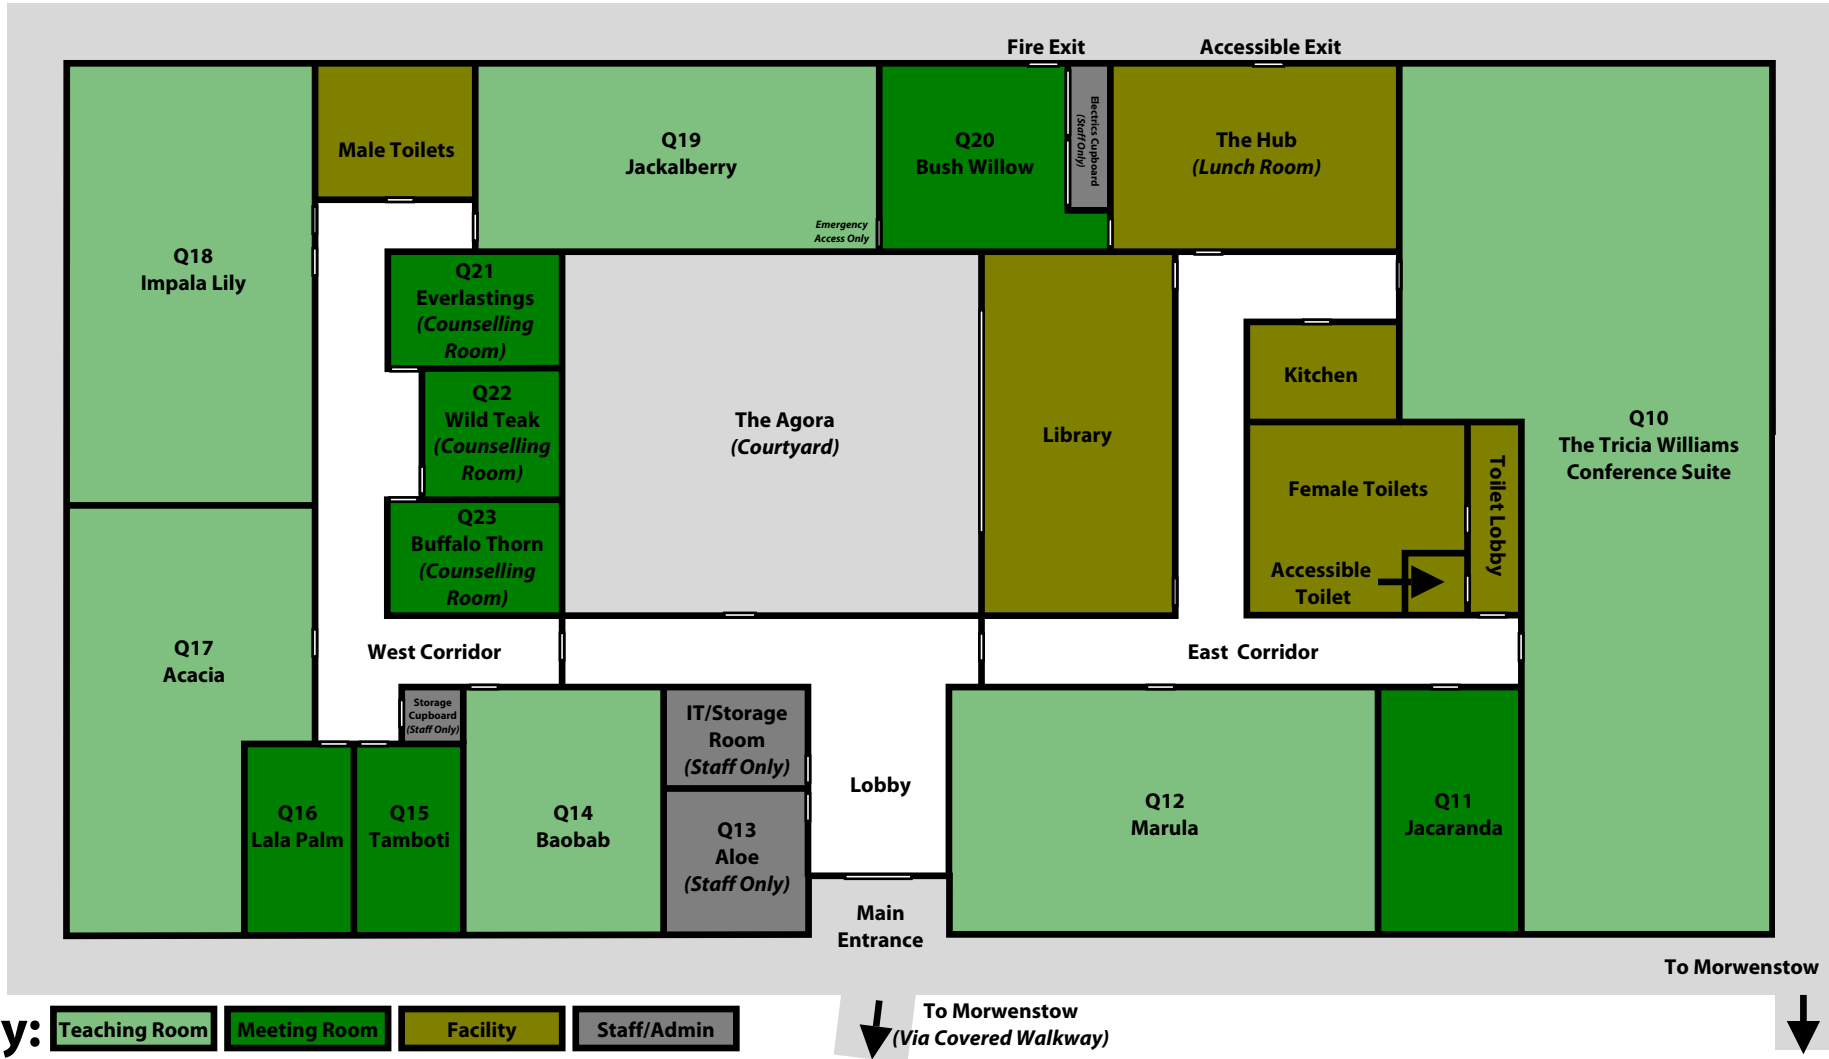 Fire Exit
Accessible Exit
Q18
Impala Lily
Male Toilets
Q19
Jackalberry
Emergency
Access Only
Q20
Bush Willow
Electrics Cupboard
(Staff Only)
The Hub
(Lunch Room)
Q21
Everlastings
(Counselling
Room)
Q22
Wild Teak
(Counselling
Room)
Q23
Buffalo Thorn
(Counselling
Room)
The Agora
(Courtyard)
Library
Kitchen
Female Toilets
Accessible
Toilet
Toilet Lobby
Q10
The Tricia Williams
Conference Suite
Q17
Acacia
West Corridor
East Corridor
Storage
Cupboard
(Staff Only)
Q16
Lala Palm
Q15
Tamboti
Q14
Baobab
IT/Storage
Room
(Staff Only)
Q13
Aloe
(Staff Only)
Lobby
Q12
Marula
Q11
Jacaranda
Main
Entrance
To Morwenstow
y:
Teaching Room
Meeting Room
Facility
Staff/Admin
To Morwenstow
(Via Covered Walkway)